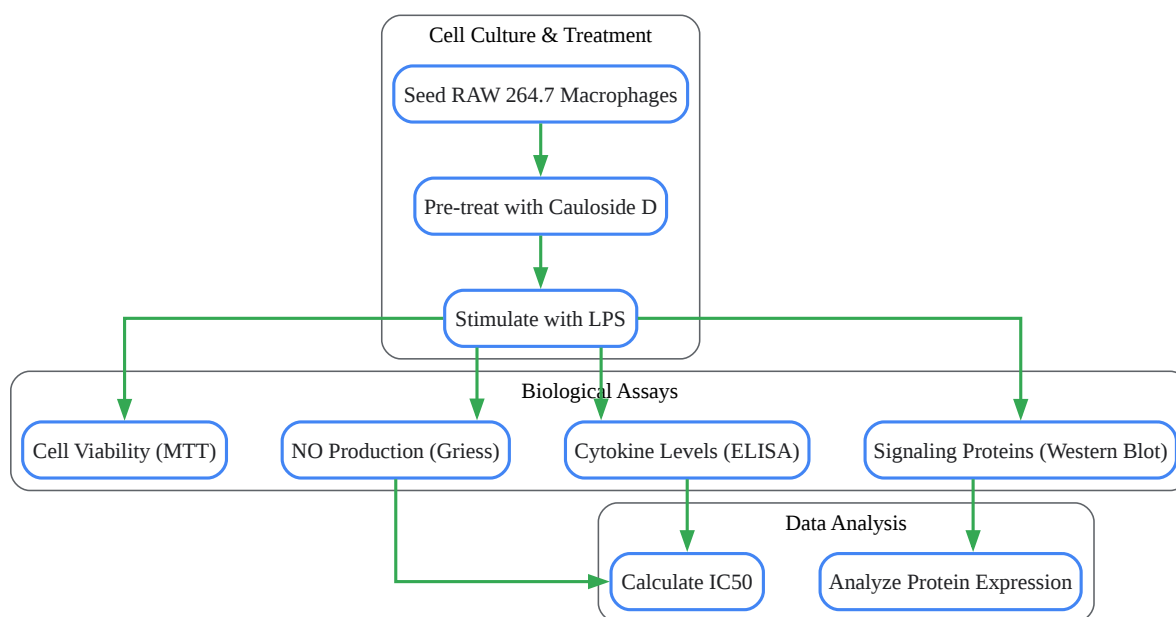 Cell Culture & Treatment
Seed RAW 264.7 Macrophages
Pre-treat with Cauloside D
Stimulate with LPS
Biological Assays
Cell Viability (MTT)
NO Production (Griess)
Cytokine Levels (ELISA)
Signaling Proteins (Western Blot)
Data Analysis
Calculate IC50
Analyze Protein Expression